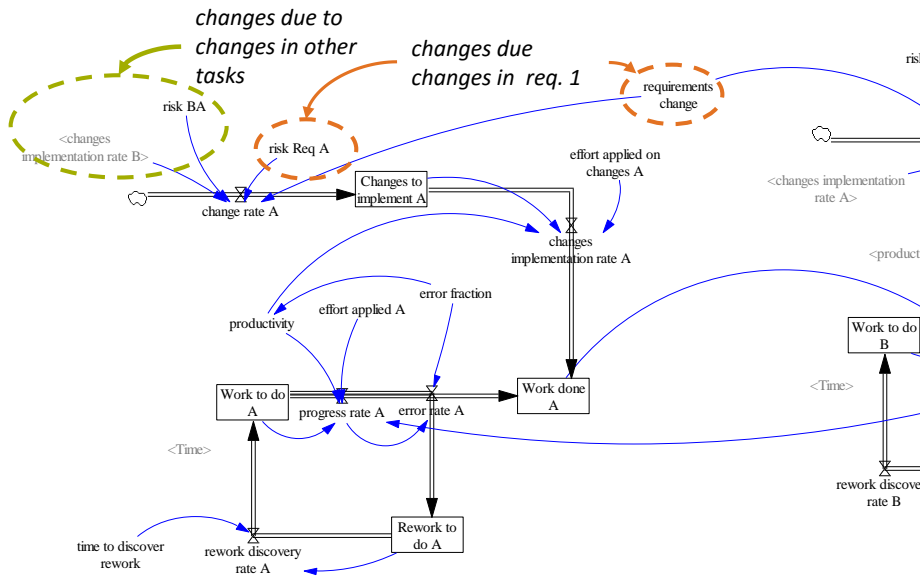 changes due to
changes in other
tasks
changes due
changes in req. 1
risk BA
<changes
implementation rate B>
risk Req A
requirements
change
effort applied on
changes A
<changes implementation
rate A>
Changes to
implement A
change rate A
changes
implementation rate A
error fraction
effort applied A
productivity
Work to do
B
Work to do
A
progress rate A
error rate A
Work done
A
<Time>
<Time>
time to discover
rework
rework discovery
rate A
Rework to
do A
rate B